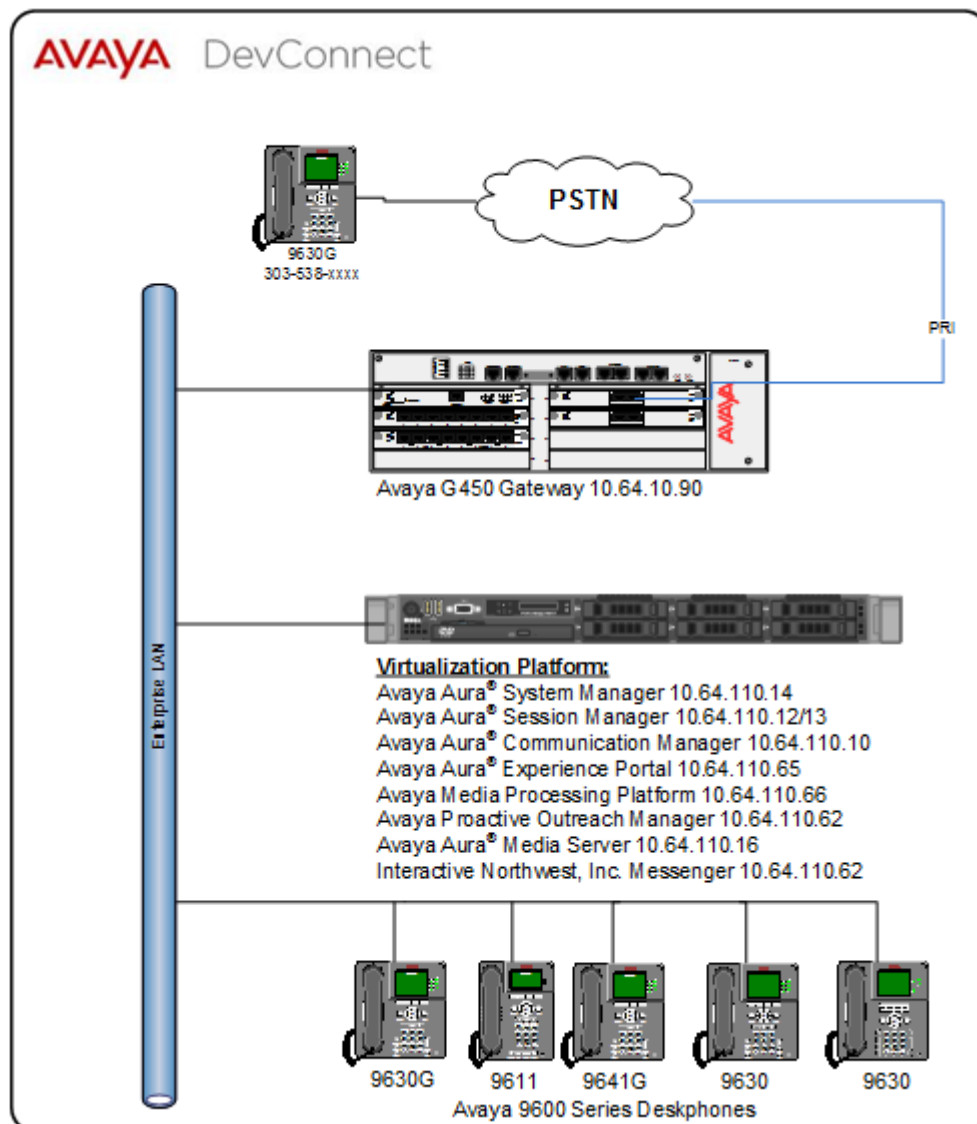 AVAYA DevConnect
PSTN
9630G
303-538-xxxx
PRI
AVAYA
Avaya G450 Gateway 10.64.10.90
Enterprise LAN
Virtualization Platform:
Avaya Aura® System Manager 10.64.110.14
Avaya Aura® Session Manager 10.64.110.12/13
Avaya Aura® Communication Manager 10.64.110.10
Avaya Aura® Experience Portal 10.64.110.65
Avaya Media Processing Platform 10.64.110.66
Avaya Proactive Outreach Manager 10.64.110.62
Avaya Aura® Media Server 10.64.110.16
Interactive Northwest, Inc. Messenger 10.64.110.62
9630G 9611 9641G 9630 9630
Avaya 9600 Series Deskphones